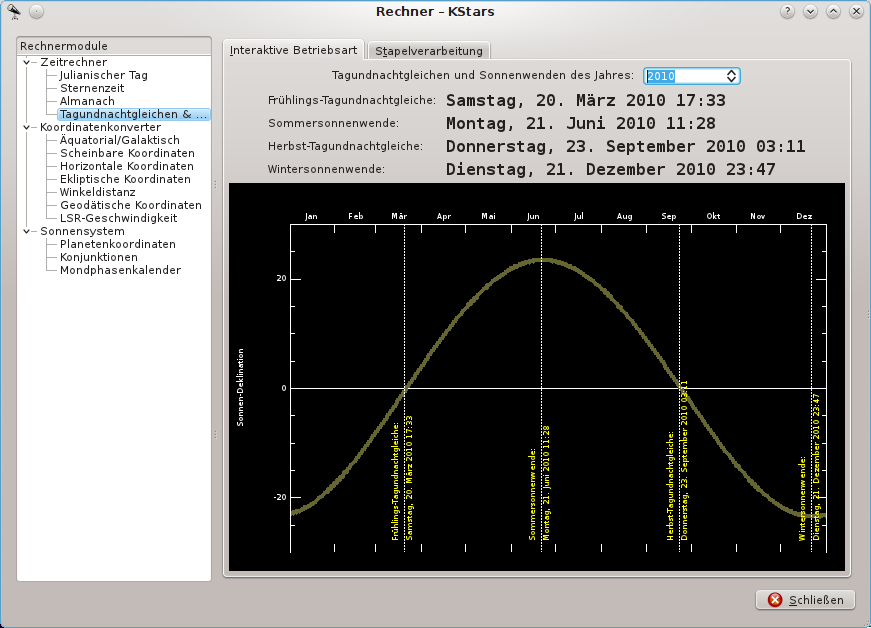 Rechner – KStars
Rechnermodule
Zeitrechner
Julianischer Tag
Sternenzeit
Almanach
Tagundnachtgleichen & ...
Koordinatenkonverter
Äquatorial/Galaktisch
Scheinbare Koordinaten
Horizontale Koordinaten
Ekliptische Koordinaten
Winkeldistanz
Geodätische Koordinaten
LSR-Geschwindigkeit
Sonnensystem
Planetenkoordinaten
Konjunktionen
Mondphasenkalender
Interaktive Betriebsart
Stapelverarbeitung
Tagundnachtgleichen und Sonnenwenden des Jahres: 2010
Frühlings-Tagundnachtgleiche: Samstag, 20. März 2010 17:33
Sommersonnenwende: Montag, 21. Juni 2010 11:28
Herbst-Tagundnachtgleiche: Donnerstag, 23. September 2010 03:11
Wintersonnenwende: Dienstag, 21. Dezember 2010 23:47
Jan Feb Mär Apr Mai Jun Jul Aug Sep Okt Nov Dez
20
0
-20
Sonnen-Deklination
Frühlings-Tagundnachtgleiche:
Samstag, 20. März 2010 17:33
Sommersonnenwende:
Montag, 21. Juni 2010 11:28
Herbst-Tagundnachtgleiche:
Donnerstag, 23. September 2010 03:11
Wintersonnenwende:
Dienstag, 21. Dezember 2010 23:47
Schließen